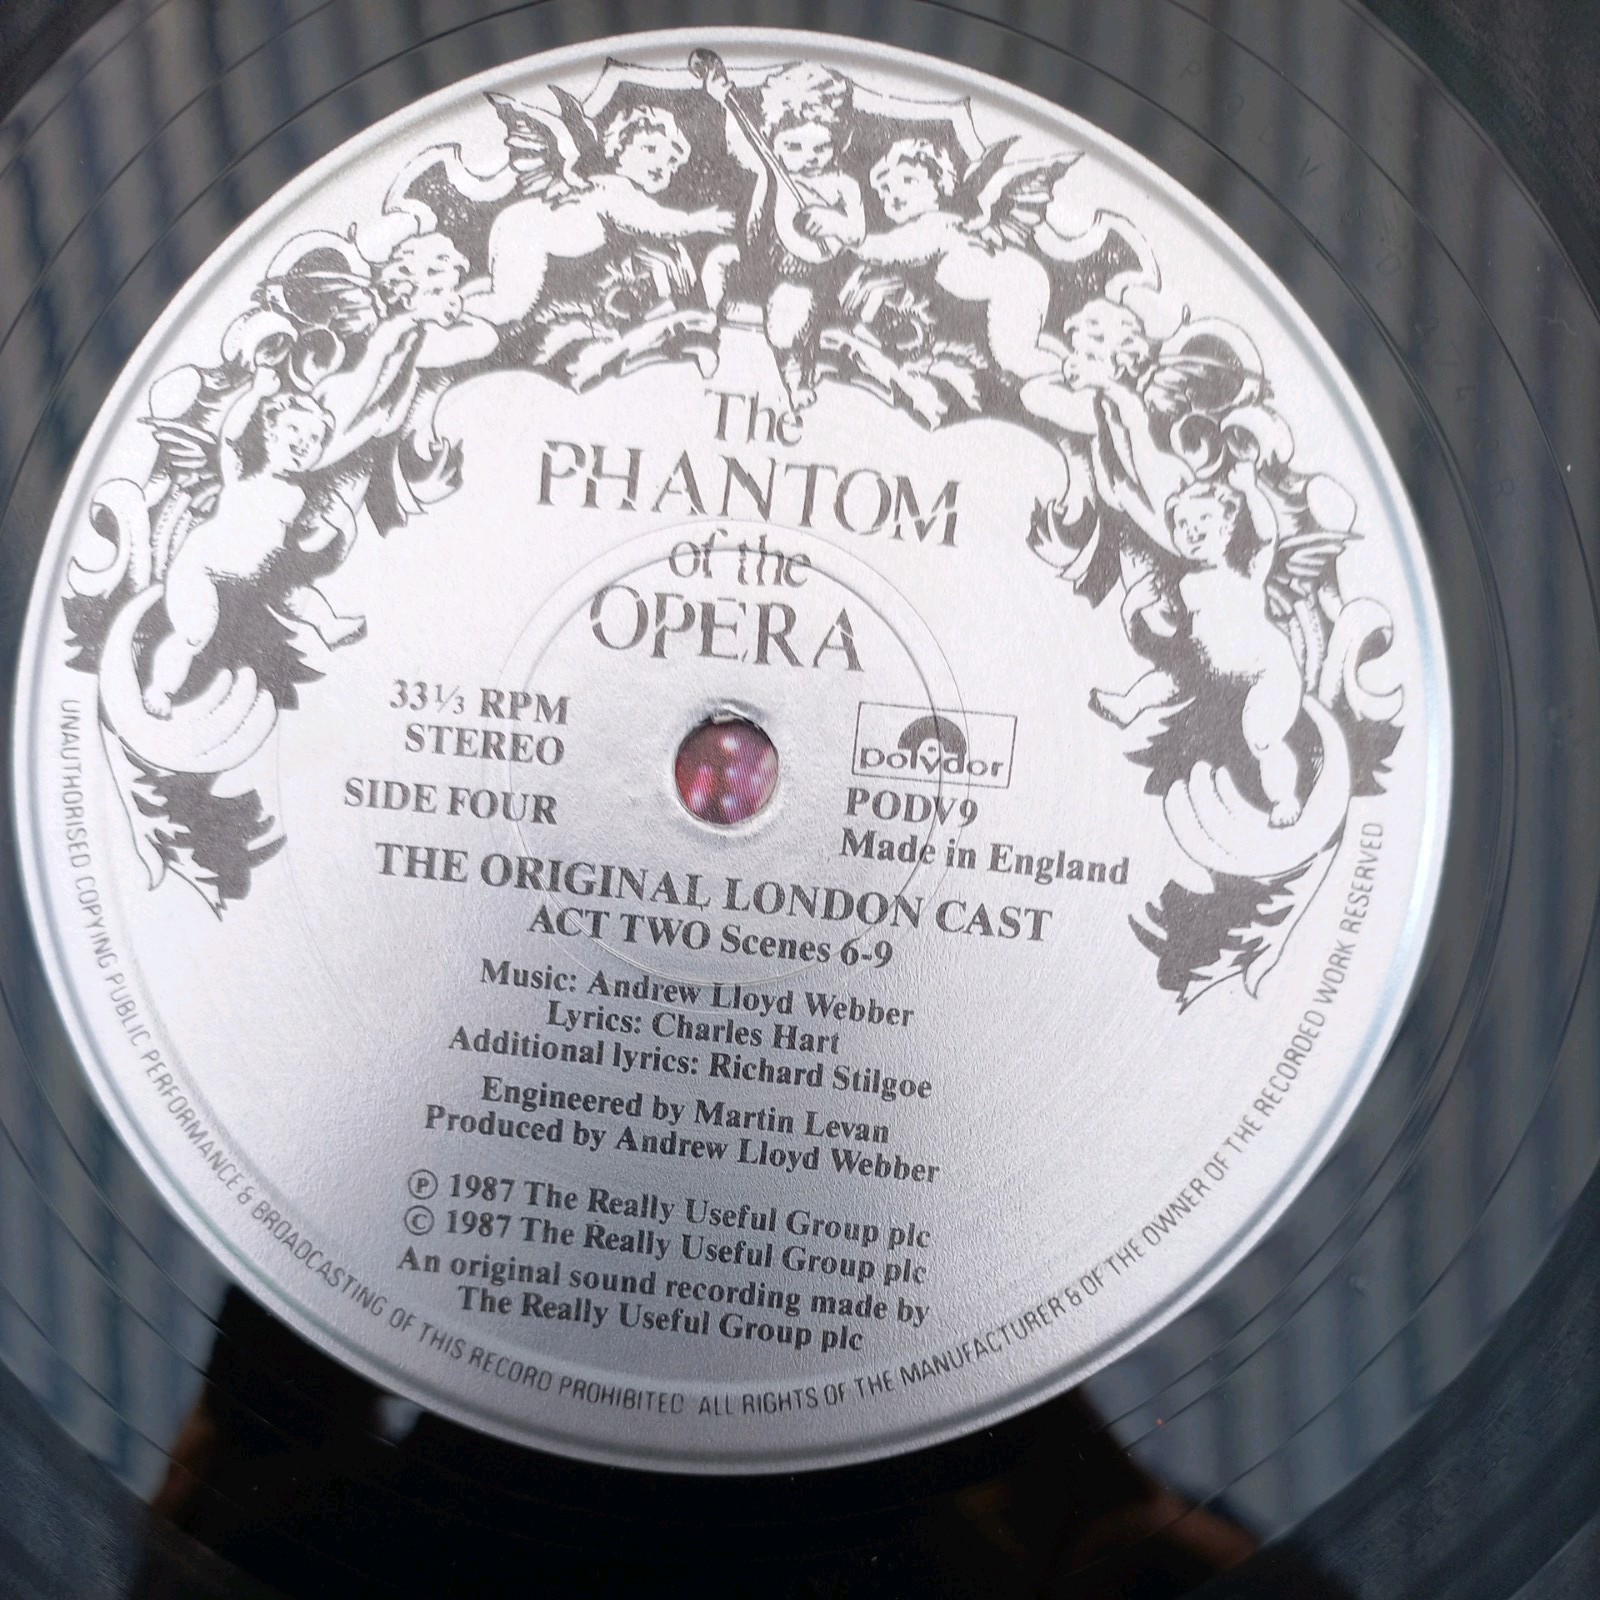 The
PHANTOM
of the
OPERA
33⅓ RPM
STEREO
SIDE FOUR
polydor
PODV9
Made in England
THE ORIGINAL LONDON CAST
ACT TWO Scenes 6-9
Music: Andrew Lloyd Webber
Lyrics: Charles Hart
Additional lyrics: Richard Stilgoe
Engineered by Martin Levan
Produced by Andrew Lloyd Webber
℗ 1987 The Really Useful Group plc
© 1987 The Really Useful Group plc
An original sound recording made by
The Really Useful Group plc
UNAUTHORISED COPYING PUBLIC PERFORMANCE & BROADCASTING OF THIS RECORD PROHIBITED ALL RIGHTS OF THE MANUFACTURER & OF THE OWNER OF THE RECORDED WORK RESERVED